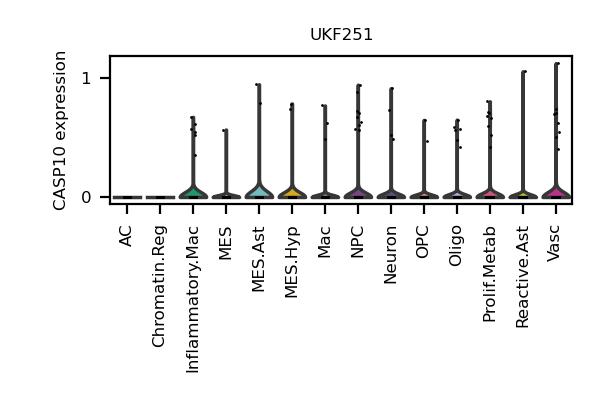 UKF251
CASP10 expression
1
0
AC
Chromatin.Reg
Inflammatory.Mac
MES
MES.Ast
MES.Hyp
Mac
NPC
Neuron
OPC
Oligo
Prolif.Metab
Reactive.Ast
Vasc